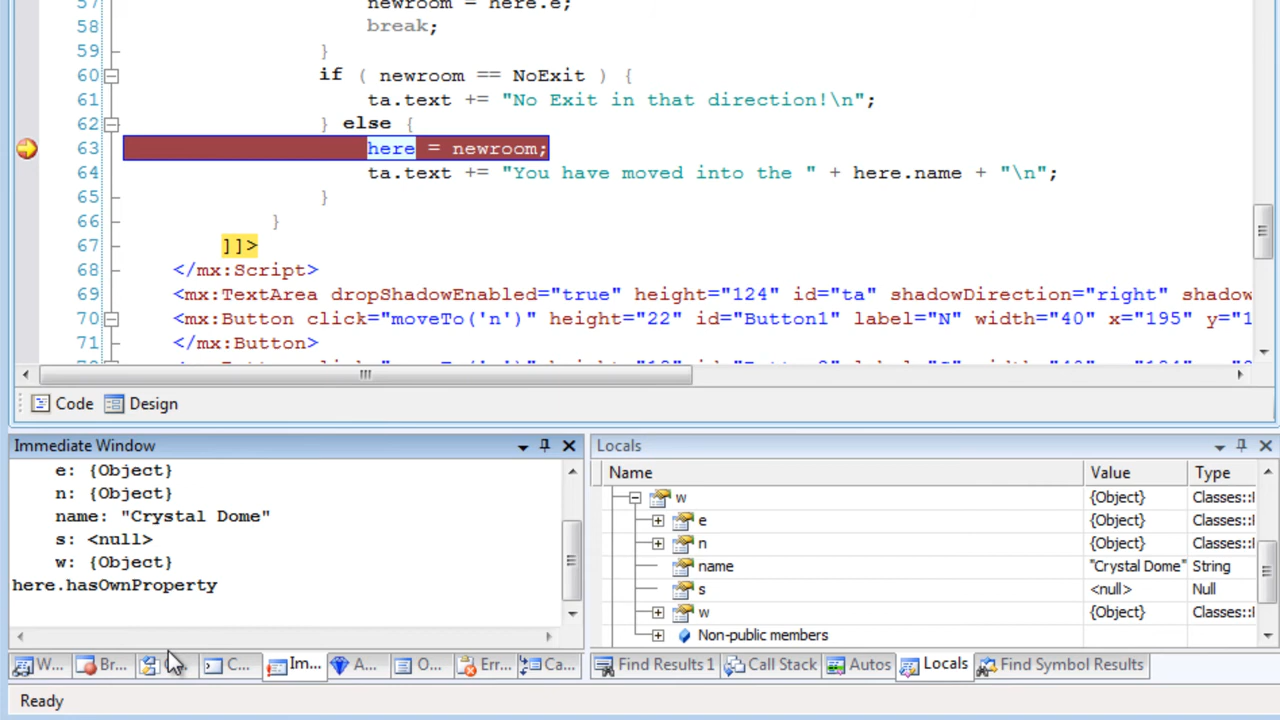 57 newroom = here.e;
58 break;
59 }
60 if ( newroom == NoExit ) {
61 ta.text += "No Exit in that direction!\n";
62 } else {
63 here = newroom;
64 ta.text += "You have moved into the " + here.name + "\n";
65 }
66 }
67 ]]>
68 </mx:Script>
69 <mx:TextArea dropShadowEnabled="true" height="124" id="ta" shadowDirection="right" shadow
70 <mx:Button click="moveTo('n')" height="22" id="Button1" label="N" width="40" x="195" y="1
71 </mx:Button>
Code Design
Immediate Window
e: {Object}
n: {Object}
name: "Crystal Dome"
s: <null>
w: {Object}
here.hasOwnProperty
Locals
Name Value Type
w {Object} Classes::
e {Object} Classes::
n {Object} Classes::
name "Crystal Dome" String
s <null> Null
w {Object} Classes::
Non-public members
W... Br... C... Im... A... O... Err... Ca...
Find Results 1 Call Stack Autos Locals Find Symbol Results
Ready